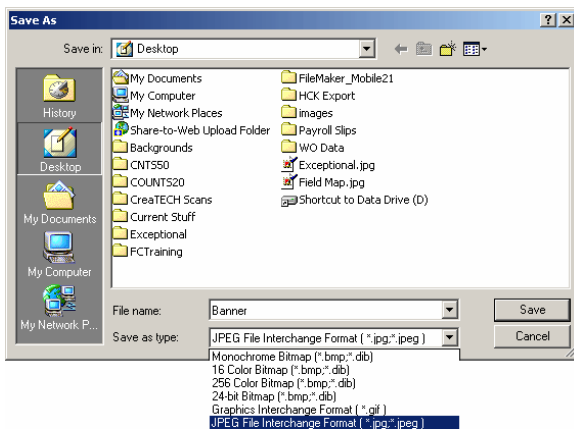 Save As
Save in: Desktop
History
Desktop
My Documents
My Computer
My Network P...
My Documents
My Computer
My Network Places
Share-to-Web Upload Folder
Backgrounds
CNTS50
COUNTS20
CreaTECH Scans
Current Stuff
Exceptional
FCTraining
FileMaker_Mobile21
HCK Export
images
Payroll Slips
WO Data
Exceptional.jpg
Field Map.jpg
Shortcut to Data Drive (D)
File name: Banner Save
Save as type: JPEG File Interchange Format ( *.jpg;*.jpeg ) Cancel
Monochrome Bitmap (*.bmp;*.dib)
16 Color Bitmap (*.bmp;*.dib)
256 Color Bitmap (*.bmp;*.dib)
24-bit Bitmap (*.bmp;*.dib)
Graphics Interchange Format ( *.gif )
JPEG File Interchange Format ( *.jpg;*.jpeg )